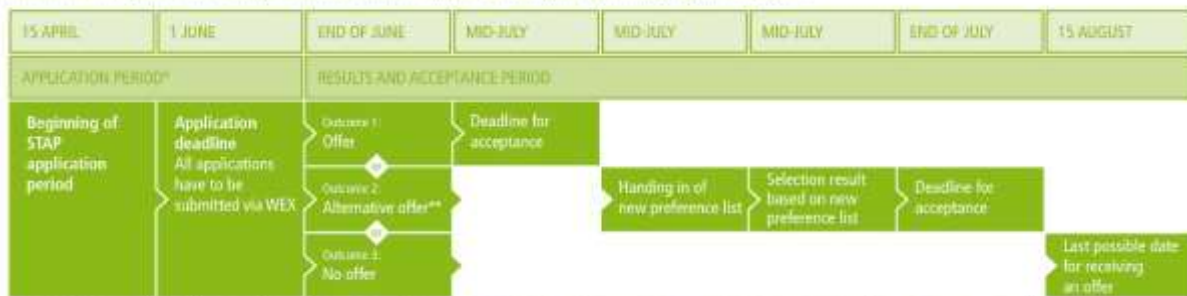 15 APRIL
1 JUNE
END OF JUNE
MID-JULY
MID-JULY
MID-JULY
END OF JULY
15 AUGUST
APPLICATION PERIOD*
RESULTS AND ACCEPTANCE PERIOD
Beginning of
STAP
application
period
Application
deadline
All applications
have to be
submitted via WEX
Outcome 1:
Offer
or
Outcome 2:
Alternative offer**
or
Outcome 3:
No offer
Deadline for
acceptance
Handing in of
new preference list
Selection result
based on new
preference list
Deadline for
acceptance
Last possible date
for receiving
an offer